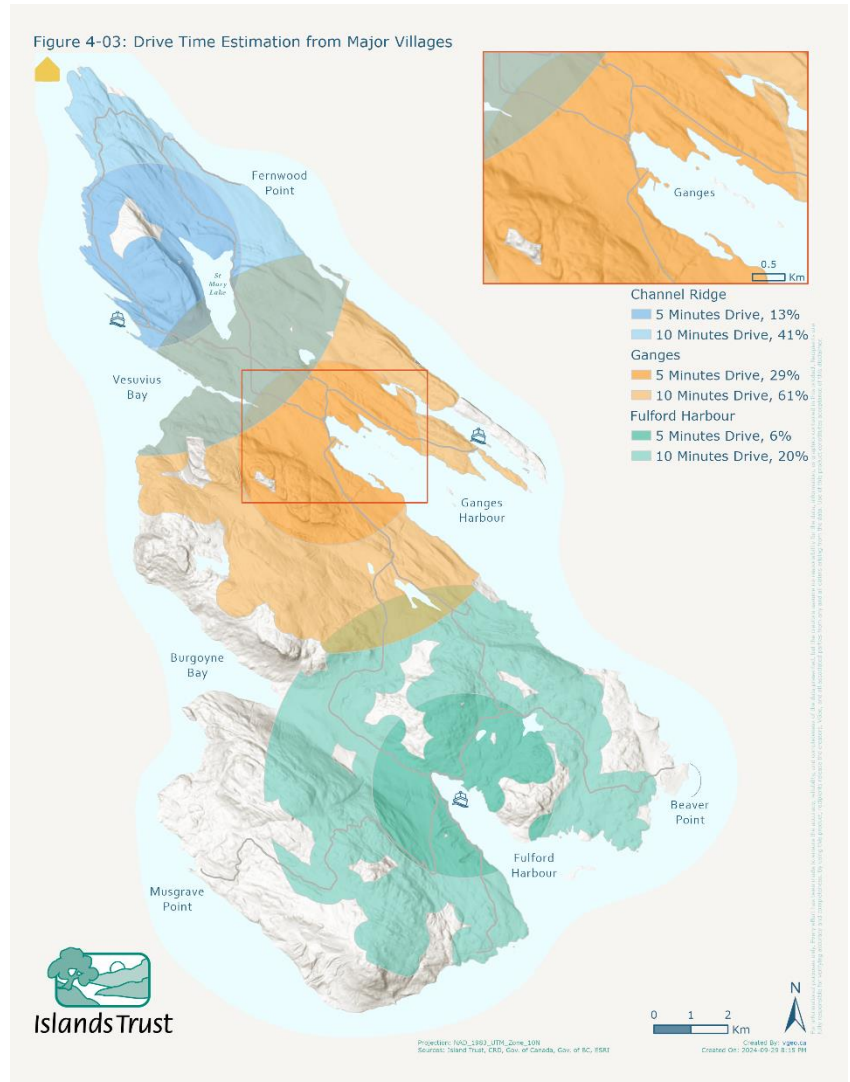 Figure 4-03: Drive Time Estimation from Major Villages
Fernwood
Point
St
Mary
Lake
Vesuvius
Bay
Ganges
0.5
Km
Channel Ridge
5 Minutes Drive, 13%
10 Minutes Drive, 41%
Ganges
5 Minutes Drive, 29%
10 Minutes Drive, 61%
Fulford Harbour
5 Minutes Drive, 6%
10 Minutes Drive, 20%
Ganges
Harbour
Burgoyne
Bay
Beaver
Point
Fulford
Harbour
Musgrave
Point
Islands Trust
N
0 1 2
Km
Projection: NAD_1983_UTM_Zone_10N
Sources: Island Trust, CRD, Gov. of Canada, Gov. of BC, ESRI
Created By: vgeo.ca
Created On: 2024-09-29 8:15 PM